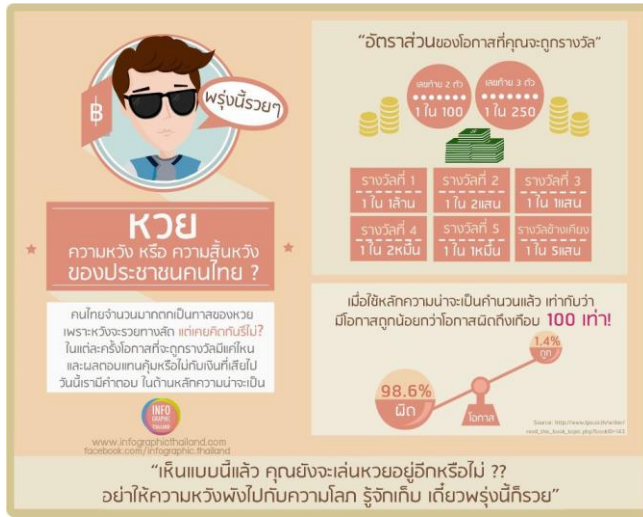 ฿
พรุ่งนี้รวยๆ
หวย
ความหวัง หรือ ความสิ้นหวัง
ของประชาชนคนไทย ?
คนไทยจำนวนมากตกเป็นทาสของหวย
เพราะหวังจะรวยทางลัด แต่เคยคิดกันรึไม่?
ในแต่ละครั้งโอกาสที่จะถูกรางวัลมีแค่ไหน
และผลตอบแทนคุ้มหรือไม่กับเงินที่เสียไป
วันนี้เรามีคำตอบ ในด้านหลักความน่าจะเป็น
INFO
GRAPHIC
THAILAND
www.infographicthailand.com
facebook.com/infographic.thailand
“อัตราส่วนของโอกาสที่คุณจะถูกรางวัล”
เลขท้าย 2 ตัว
1 ใน 100
เลขท้าย 3 ตัว
1 ใน 250
รางวัลที่ 1
1 ใน 1ล้าน
รางวัลที่ 2
1 ใน 2แสน
รางวัลที่ 3
1 ใน 1แสน
รางวัลที่ 4
1 ใน 2หมื่น
รางวัลที่ 5
1 ใน 1หมื่น
รางวัลข้างเคียง
1 ใน 5แสน
เมื่อใช้หลักความน่าจะเป็นคำนวนแล้ว เท่ากับว่า
มีโอกาสถูกน้อยกว่าโอกาสผิดถึงเกือบ 100 เท่า!
1.4%
ถูก
98.6%
ผิด
โอกาส
“เห็นแบบนี้แล้ว คุณยังจะเล่นหวยอยู่อีกหรือไม่ ??
อย่าให้ความหวังพังไปกับความโลภ รู้จักเก็บ เดี๋ยวพรุ่งนี้ก็รวย”